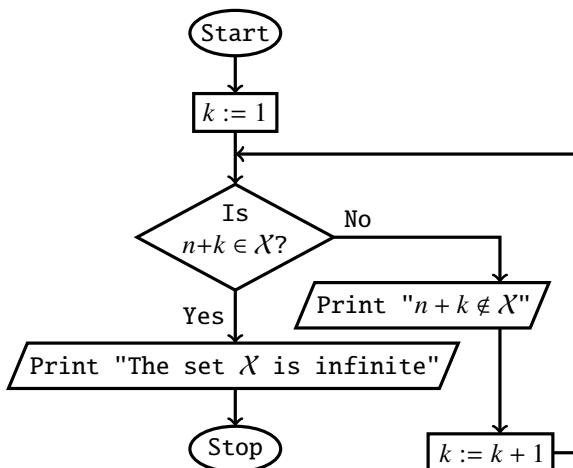 Start
k := 1
Is
n+k ∈ 𝒳?
No
Print "n + k ∉ 𝒳"
Yes
Print "The set 𝒳 is infinite"
Stop
k := k + 1